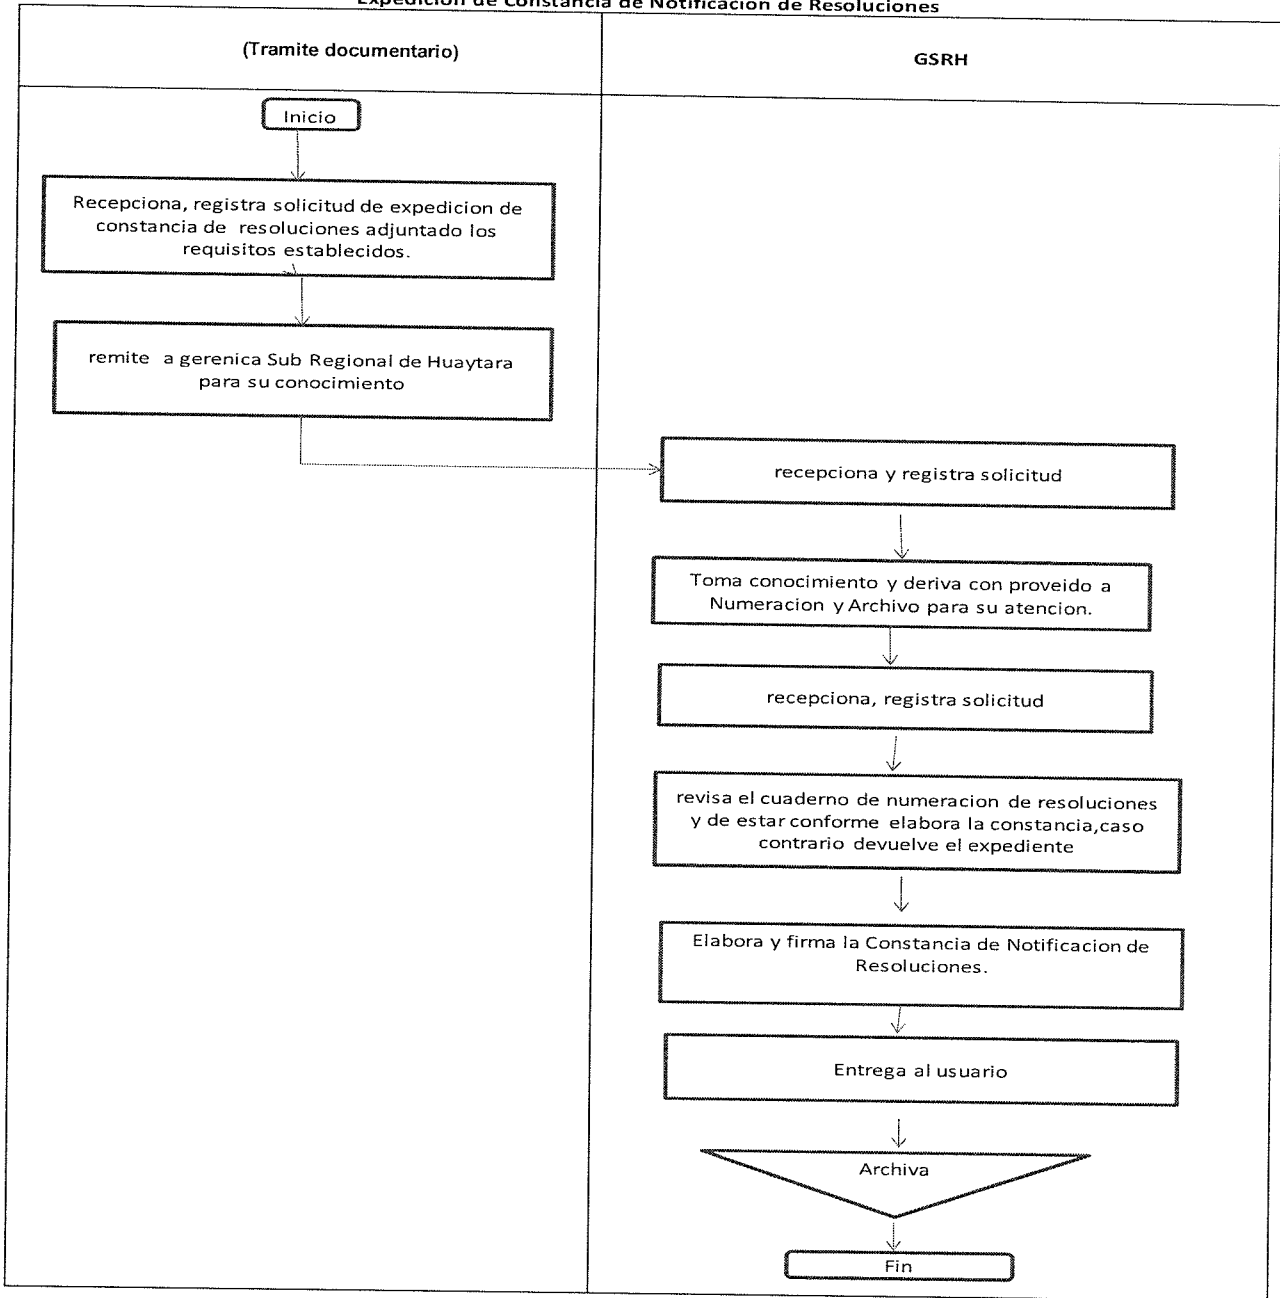 Expedicion de Constancia de Notificacion de Resoluciones
(Tramite documentario)
GSRH
Inicio
Recepciona, registra solicitud de expedicion de
constancia de resoluciones adjuntado los
requisitos establecidos.
remite a gerenica Sub Regional de Huaytara
para su conocimiento
recepciona y registra solicitud
Toma conocimiento y deriva con proveido a
Numeracion y Archivo para su atencion.
recepciona, registra solicitud
revisa el cuaderno de numeracion de resoluciones
y de estar conforme elabora la constancia,caso
contrario devuelve el expediente
Elabora y firma la Constancia de Notificacion de
Resoluciones.
Entrega al usuario
Archiva
Fin